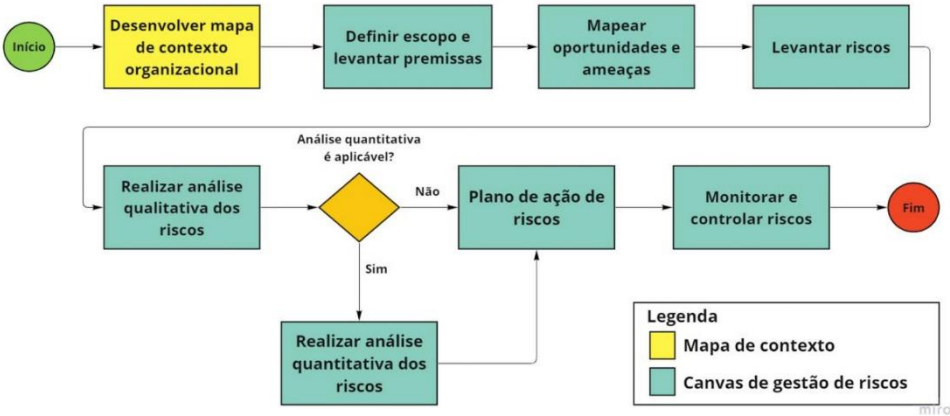 Início
Desenvolver mapa
de contexto
organizacional
Definir escopo e
levantar premissas
Mapear
oportunidades e
ameaças
Levantar riscos
Realizar análise
qualitativa dos
riscos
Análise quantitativa
é aplicável?
Não
Sim
Realizar análise
quantitativa dos
riscos
Plano de ação de
riscos
Monitorar e
controlar riscos
Fim
Legenda
Mapa de contexto
Canvas de gestão de riscos
miro